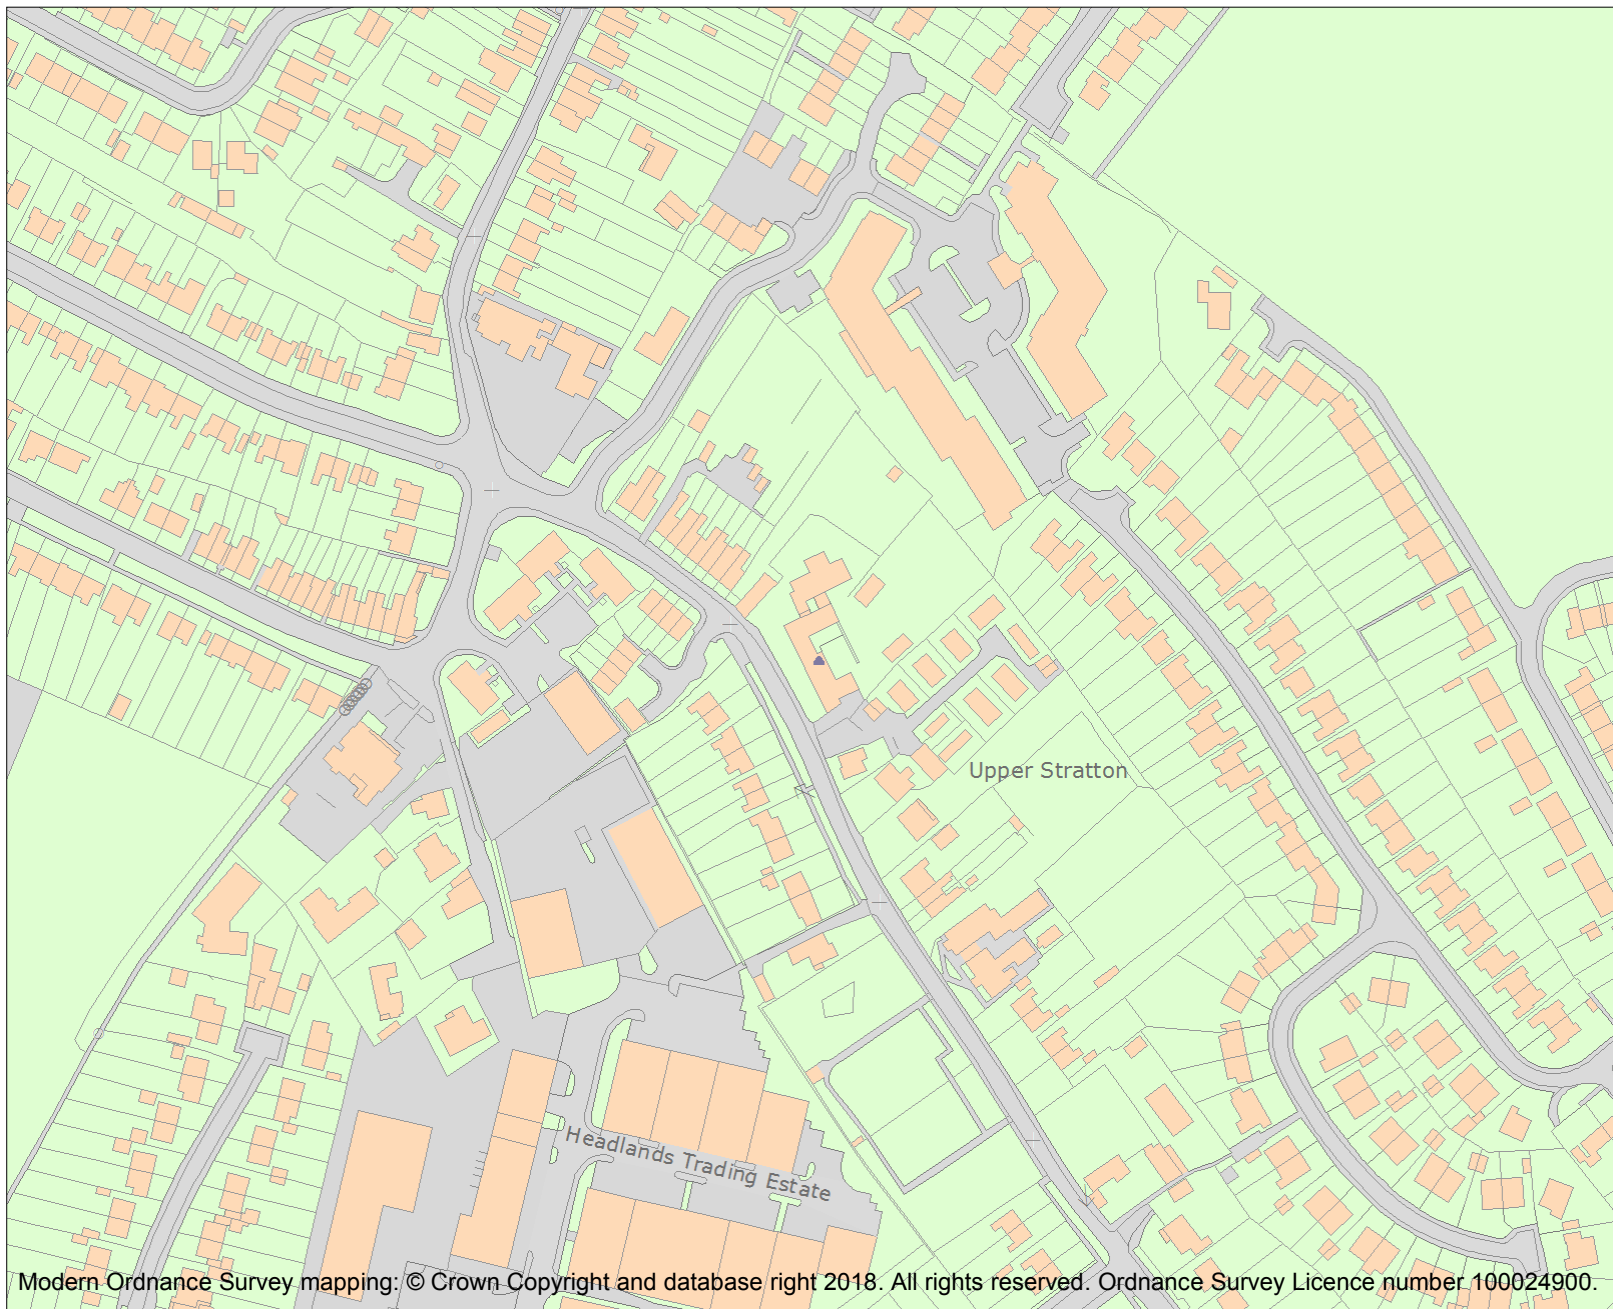 Upper Stratton
Headlands Trading Estate
Modern Ordnance Survey mapping: © Crown Copyright and database right 2018. All rights reserved. Ordnance Survey Licence number 100024900.